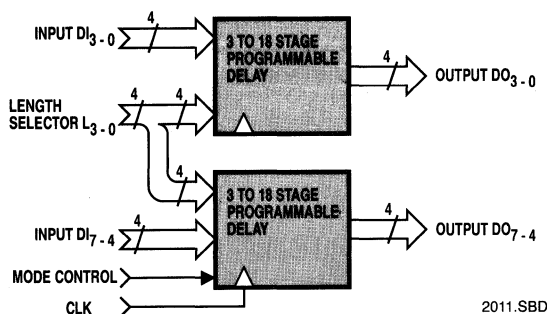 INPUT DI3 - 0
4
3 TO 18 STAGE
PROGRAMMABLE
DELAY
4
OUTPUT DO3 - 0
LENGTH
SELECTOR L3 - 0
4
4
4
3 TO 18 STAGE
PROGRAMMABLE
DELAY
4
OUTPUT DO7 - 4
INPUT DI7 - 4
4
MODE CONTROL
CLK
2011.SBD